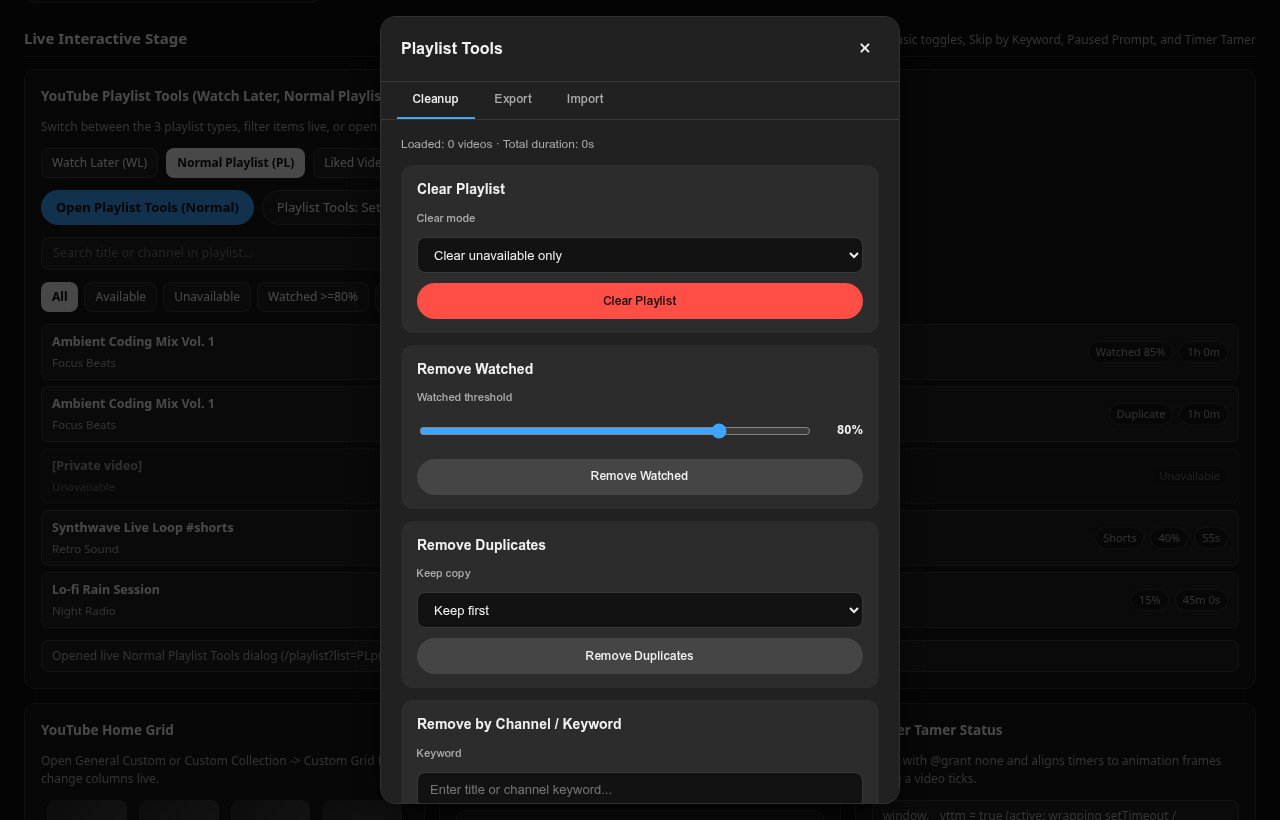 Live Interactive Stage
usic toggles, Skip by Keyword, Paused Prompt, and Timer Tamer
Playlist Tools
×
Cleanup
Export
Import
Loaded: 0 videos · Total duration: 0s
Clear Playlist
Clear mode
Clear unavailable only
Clear Playlist
Remove Watched
Watched threshold
80%
Remove Watched
Remove Duplicates
Keep copy
Keep first
Remove Duplicates
Remove by Channel / Keyword
Keyword
Enter title or channel keyword...
YouTube Playlist Tools (Watch Later, Normal Playlis
Switch between the 3 playlist types, filter items live, or open
Watch Later (WL)
Normal Playlist (PL)
Liked Vide
Open Playlist Tools (Normal)
Playlist Tools: Set
Search title or channel in playlist...
All
Available
Unavailable
Watched >=80%
Ambient Coding Mix Vol. 1
Focus Beats
Watched 85%
1h 0m
Ambient Coding Mix Vol. 1
Focus Beats
Duplicate
1h 0m
[Private video]
Unavailable
Unavailable
Synthwave Live Loop #shorts
Retro Sound
Shorts
40%
55s
Lo-fi Rain Session
Night Radio
15%
45m 0s
Opened live Normal Playlist Tools dialog (/playlist?list=PLp
YouTube Home Grid
Open General Custom or Custom Collection -> Custom Grid t
change columns live.
er Tamer Status
with @grant none and aligns timers to animation frames
a video ticks.
window.__yttm = true (active; wrapping setTimeout /